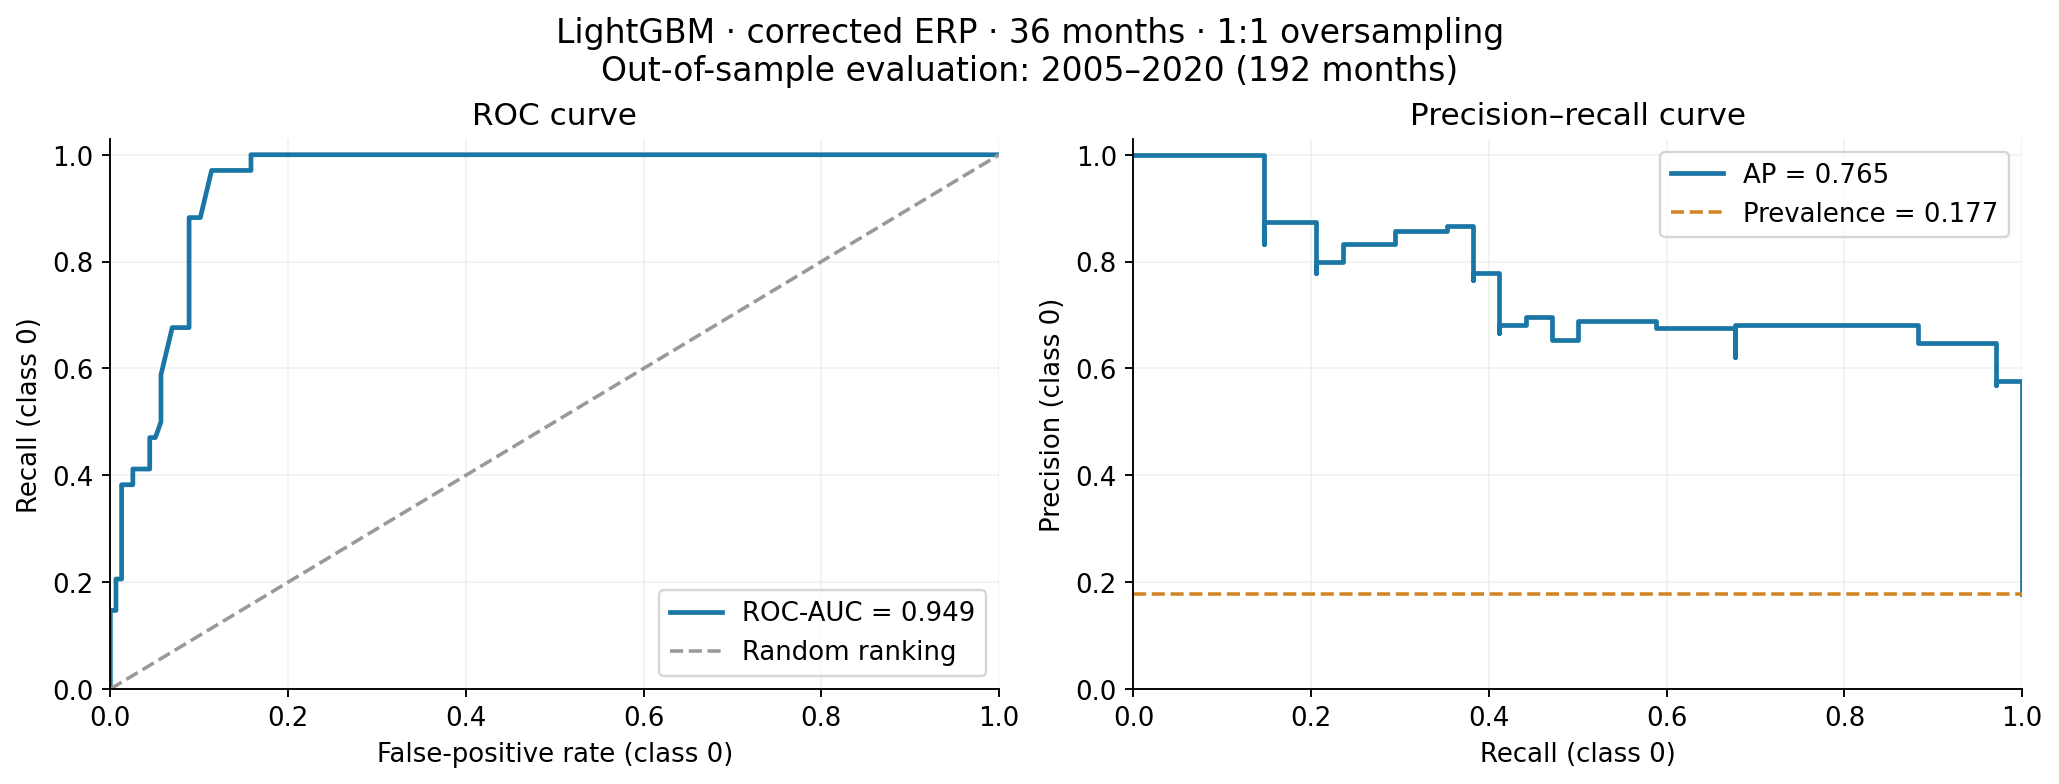 LightGBM · corrected ERP · 36 months · 1:1 oversampling
Out-of-sample evaluation: 2005–2020 (192 months)
ROC curve
Recall (class 0)
1.0
0.8
0.6
0.4
0.2
0.0
ROC-AUC = 0.949
Random ranking
0.0 0.2 0.4 0.6 0.8 1.0
False-positive rate (class 0)
Precision–recall curve
Precision (class 0)
1.0
0.8
0.6
0.4
0.2
0.0
AP = 0.765
Prevalence = 0.177
0.0 0.2 0.4 0.6 0.8 1.0
Recall (class 0)